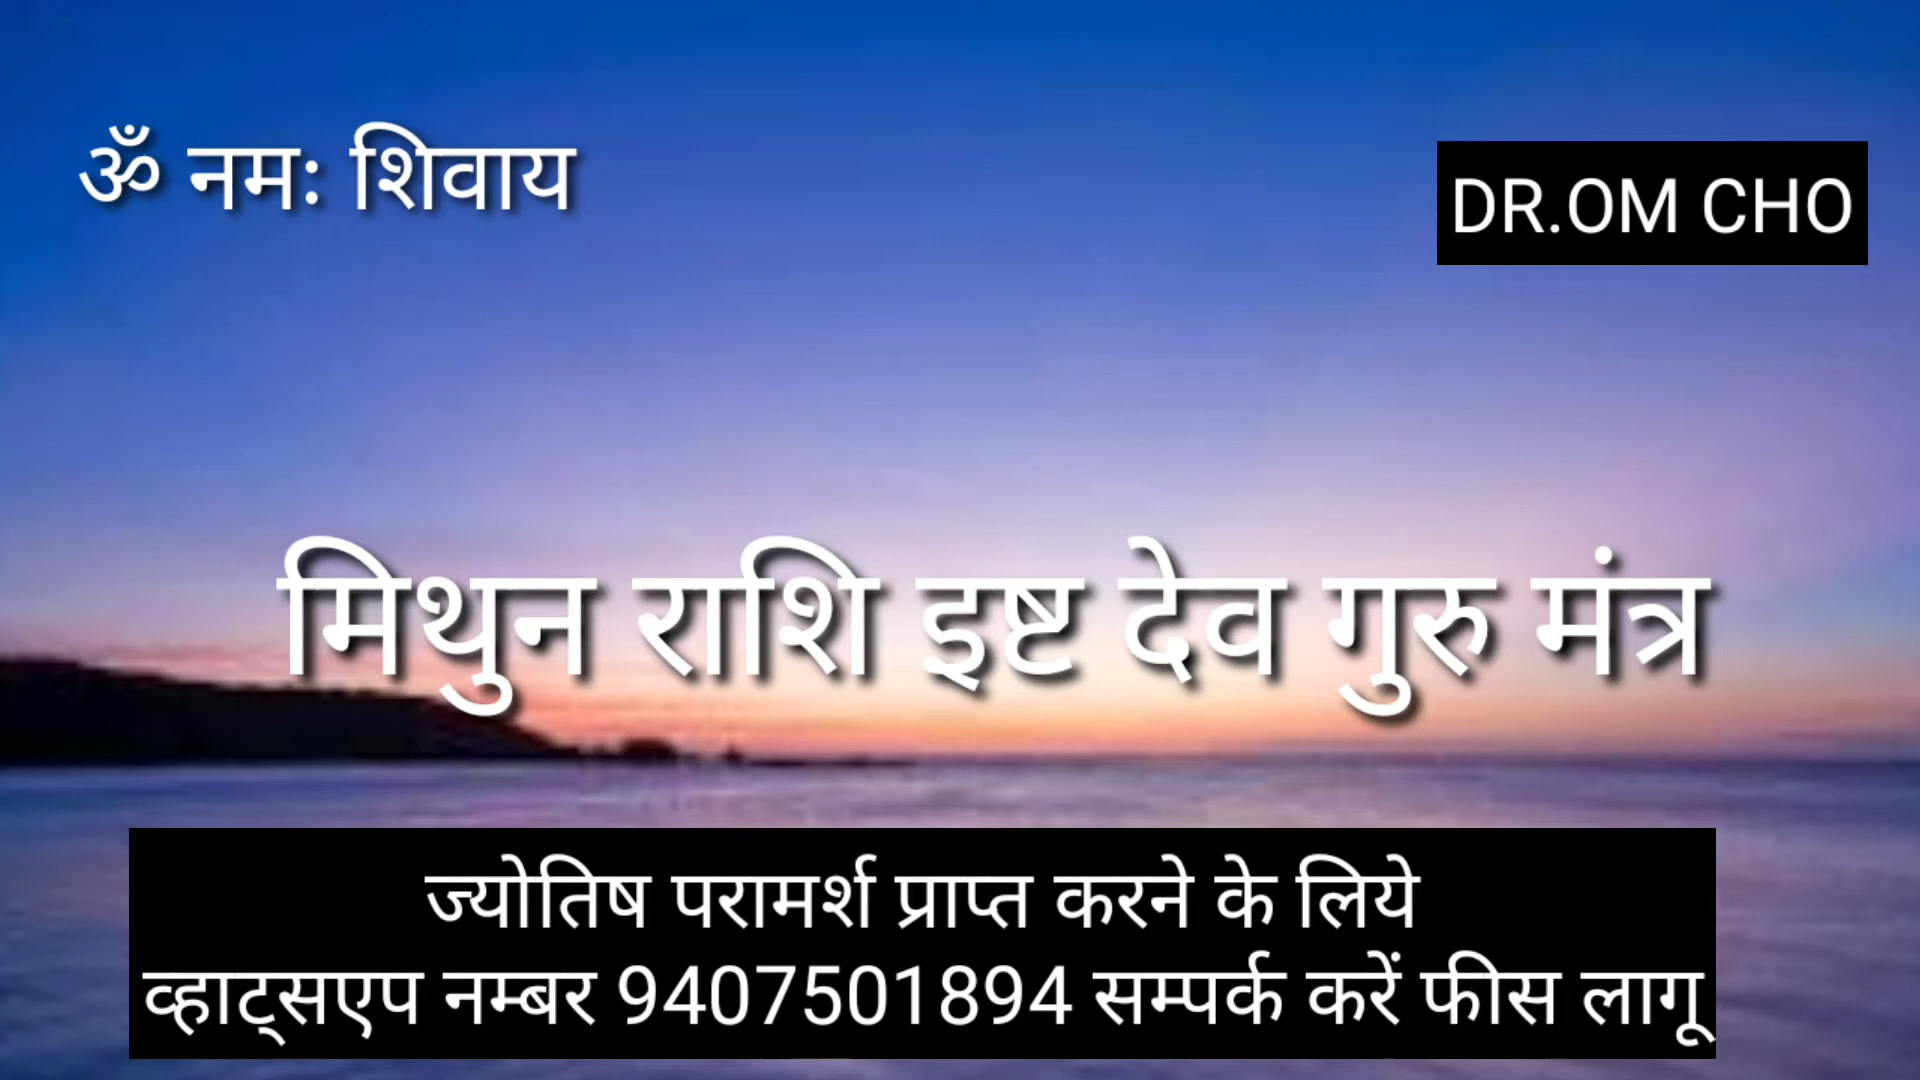 ॐ नमः शिवाय
DR.OM CHO
मिथुन राशि इष्ट देव गुरु मंत्र
ज्योतिष परामर्श प्राप्त करने के लिये
व्हाट्सएप नम्बर 9407501894 सम्पर्क करें फीस लागू